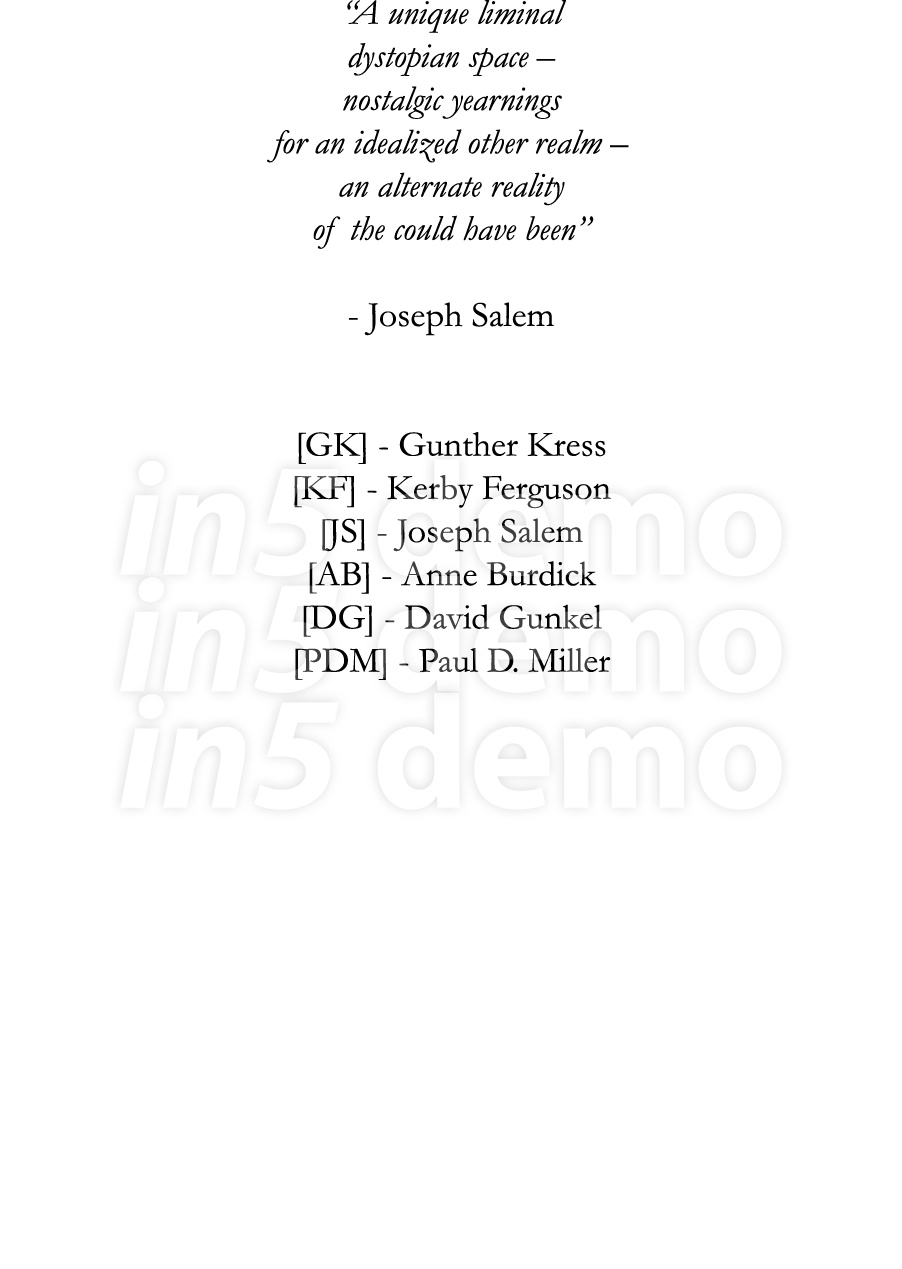 “A unique liminal
dystopian space –
nostalgic yearnings
for an idealized other realm –
an alternate reality
of the could have been”
- Joseph Salem
[GK] - Gunther Kress
[KF] - Kerby Ferguson
[JS] - Joseph Salem
[AB] - Anne Burdick
[DG] - David Gunkel
[PDM] - Paul D. Miller
in5 demo
in5 demo
in5 demo